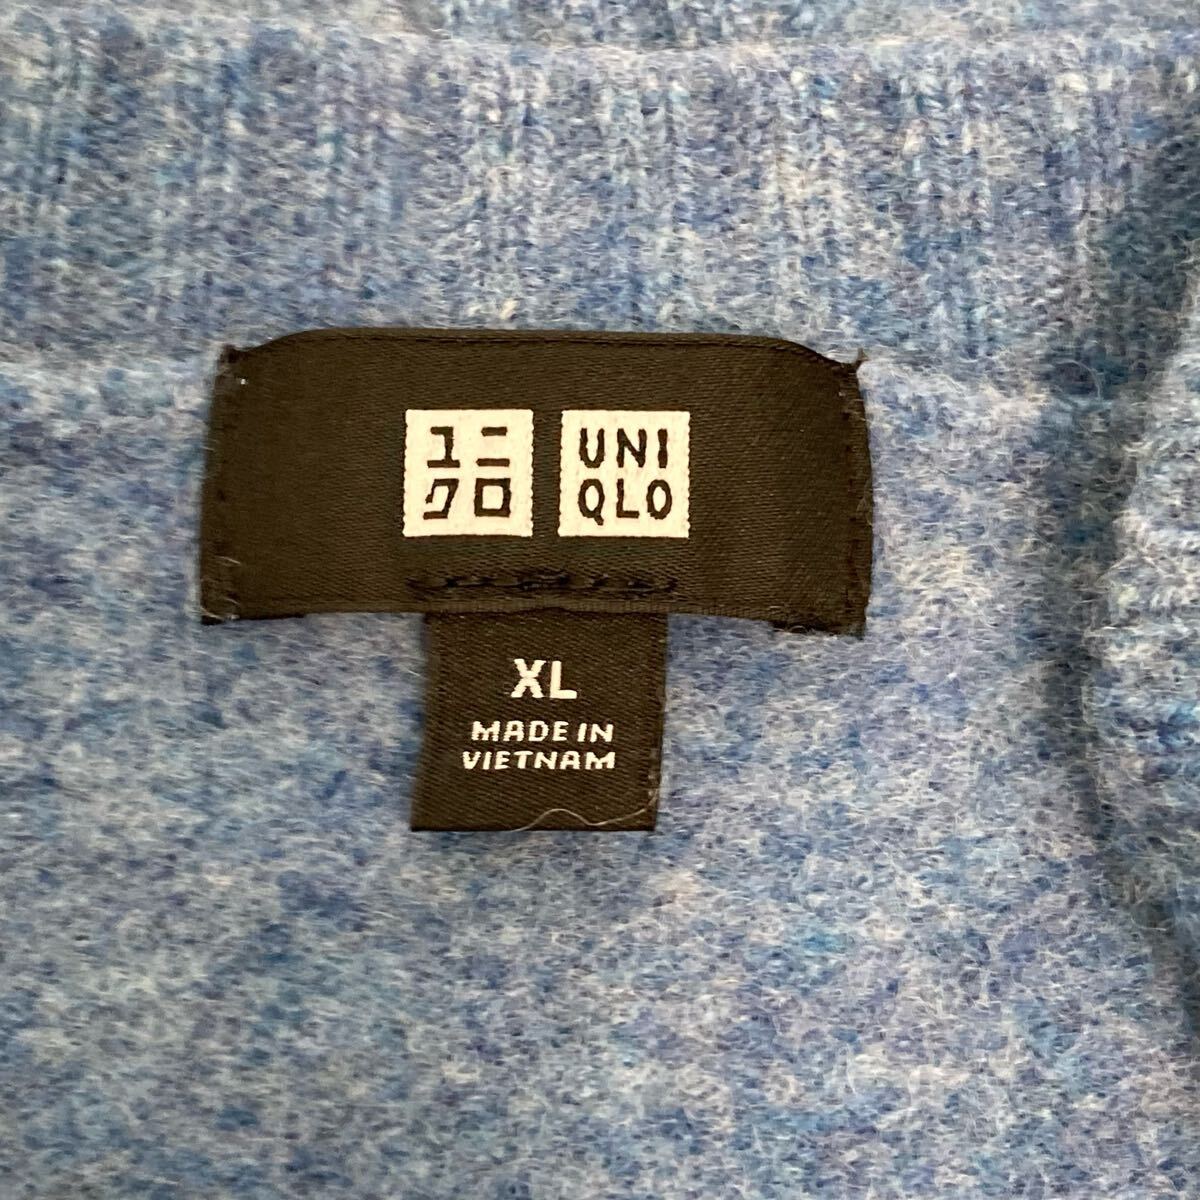 ユニ
クロ
UNI
QLO
XL
MADE IN
VIETNAM